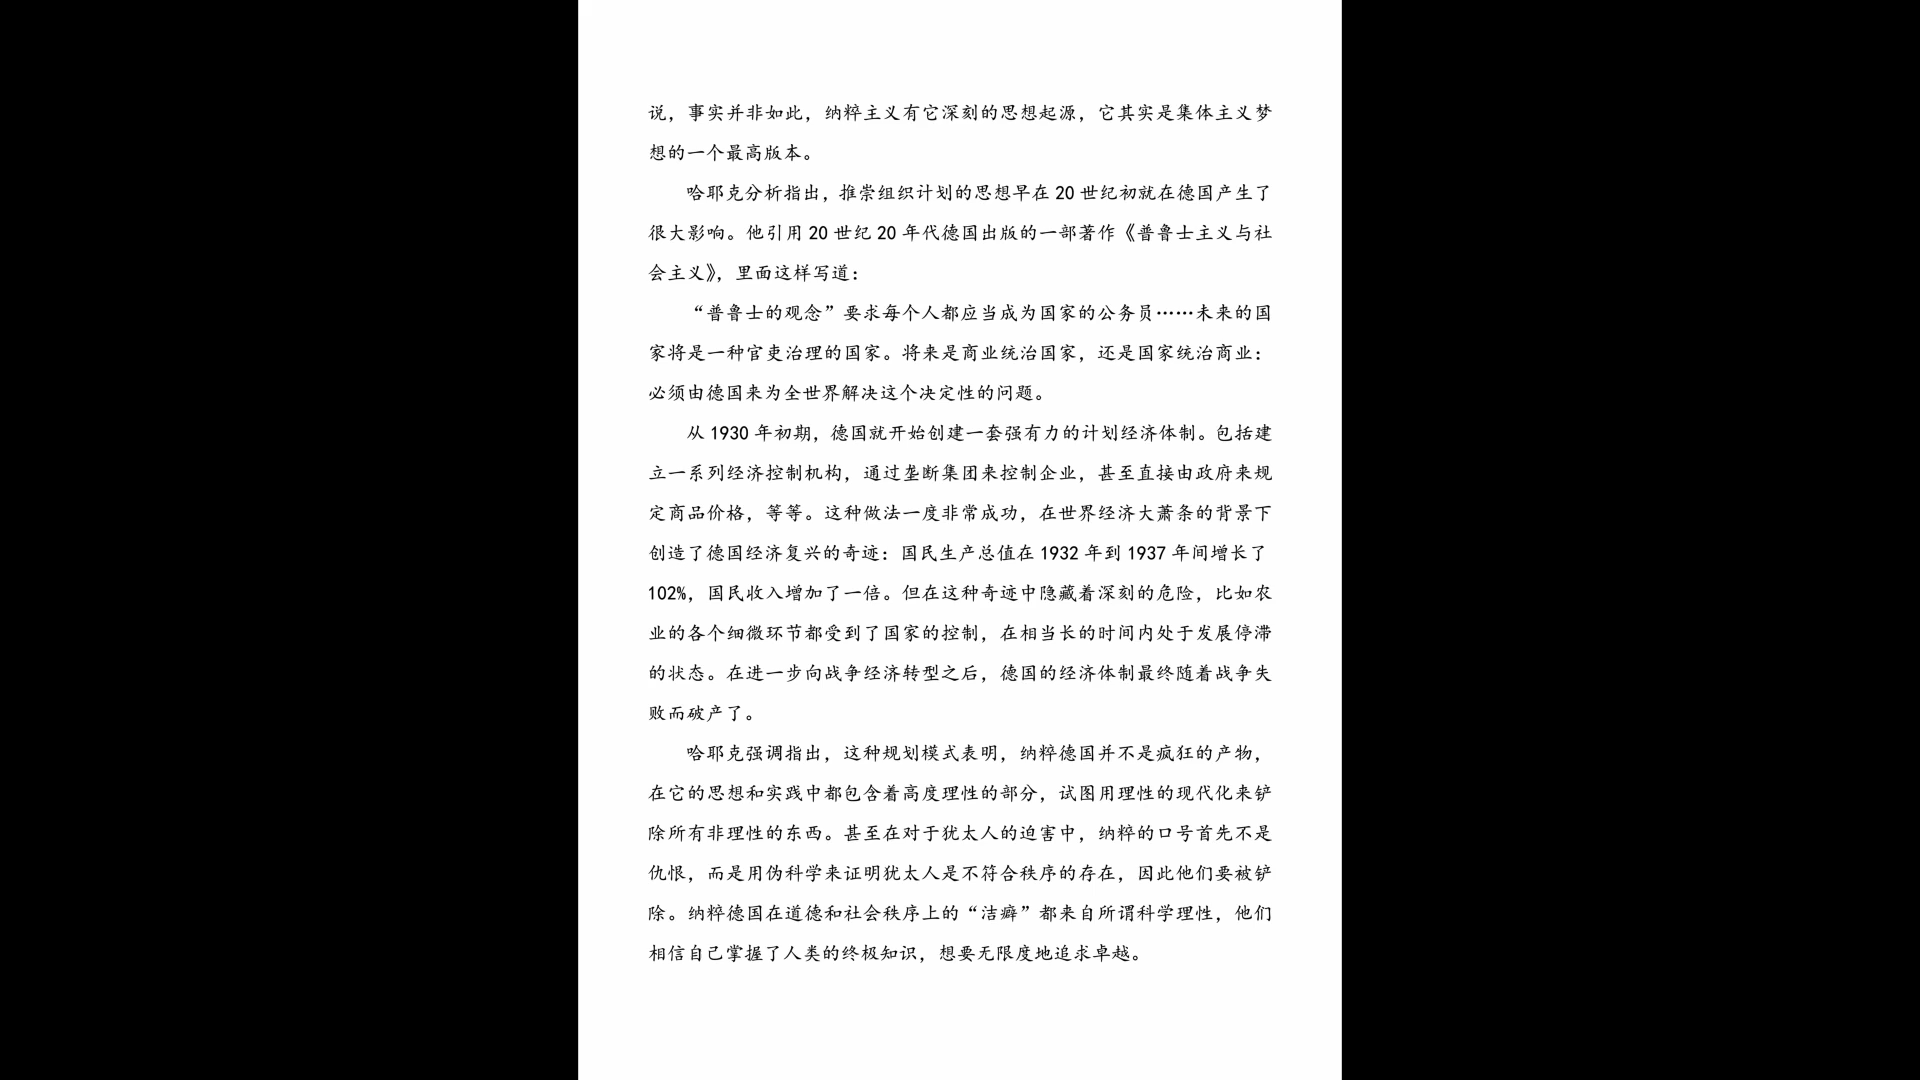 说，事实并非如此，纳粹主义有它深刻的思想起源，它其实是集体主义梦
想的一个最高版本。
哈耶克分析指出，推崇组织计划的思想早在 20 世纪初就在德国产生了
很大影响。他引用 20 世纪 20 年代德国出版的一部著作《普鲁士主义与社
会主义》，里面这样写道：
“普鲁士的观念”要求每个人都应当成为国家的公务员……未来的国
家将是一种官吏治理的国家。将来是商业统治国家，还是国家统治商业：
必须由德国来为全世界解决这个决定性的问题。
从 1930 年初期，德国就开始创建一套强有力的计划经济体制。包括建
立一系列经济控制机构，通过垄断集团来控制企业，甚至直接由政府来规
定商品价格，等等。这种做法一度非常成功，在世界经济大萧条的背景下
创造了德国经济复兴的奇迹：国民生产总值在 1932 年到 1937 年间增长了
102%，国民收入增加了一倍。但在这种奇迹中隐藏着深刻的危险，比如农
业的各个细微环节都受到了国家的控制，在相当长的时间内处于发展停滞
的状态。在进一步向战争经济转型之后，德国的经济体制最终随着战争失
败而破产了。
哈耶克强调指出，这种规划模式表明，纳粹德国并不是疯狂的产物，
在它的思想和实践中都包含着高度理性的部分，试图用理性的现代化来铲
除所有非理性的东西。甚至在对于犹太人的迫害中，纳粹的口号首先不是
仇恨，而是用伪科学来证明犹太人是不符合秩序的存在，因此他们要被铲
除。纳粹德国在道德和社会秩序上的“洁癖”都来自所谓科学理性，他们
相信自己掌握了人类的终极知识，想要无限度地追求卓越。